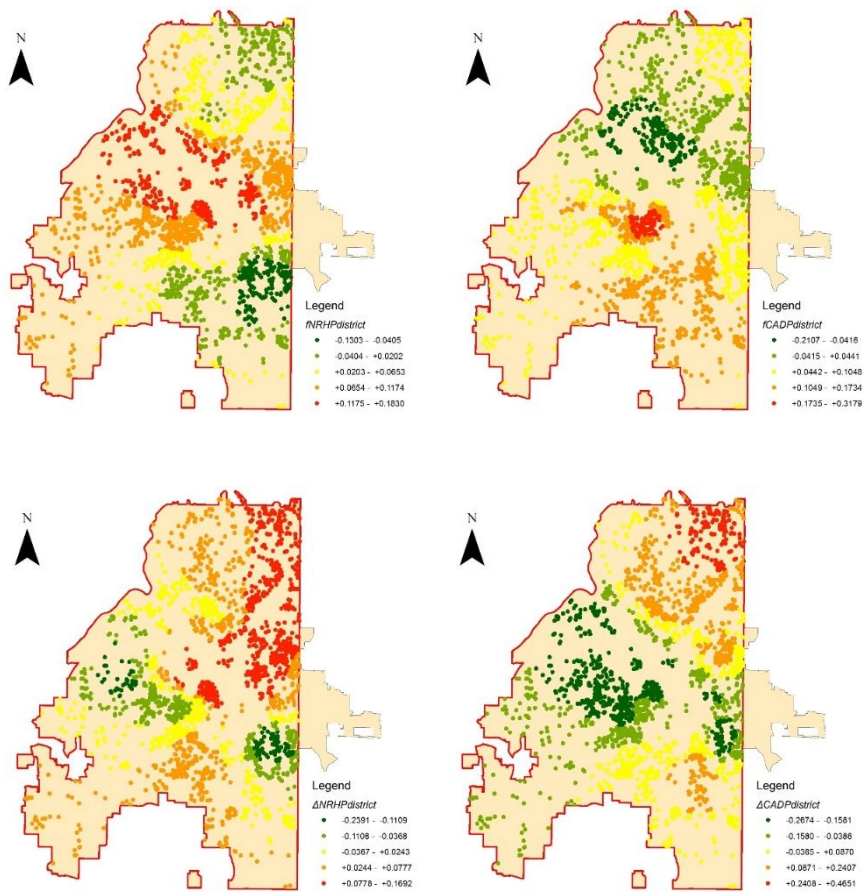 N
Legend
fNRHPdistrict
-0.1303 - -0.0405
-0.0404 - +0.0202
+0.0203 - +0.0653
+0.0654 - +0.1174
+0.1175 - +0.1830
N
Legend
fCADPdistrict
-0.2107 - -0.0416
-0.0415 - +0.0441
+0.0442 - +0.1048
+0.1049 - +0.1734
+0.1735 - +0.3179
N
Legend
ΔNRHPdistrict
-0.2391 - -0.1109
-0.1108 - -0.0368
-0.0367 - +0.0243
+0.0244 - +0.0777
+0.0778 - +0.1692
N
Legend
ΔCADPdistrict
-0.2674 - -0.1581
-0.1580 - -0.0386
-0.0385 - +0.0870
+0.0871 - +0.2407
+0.2408 - +0.4651